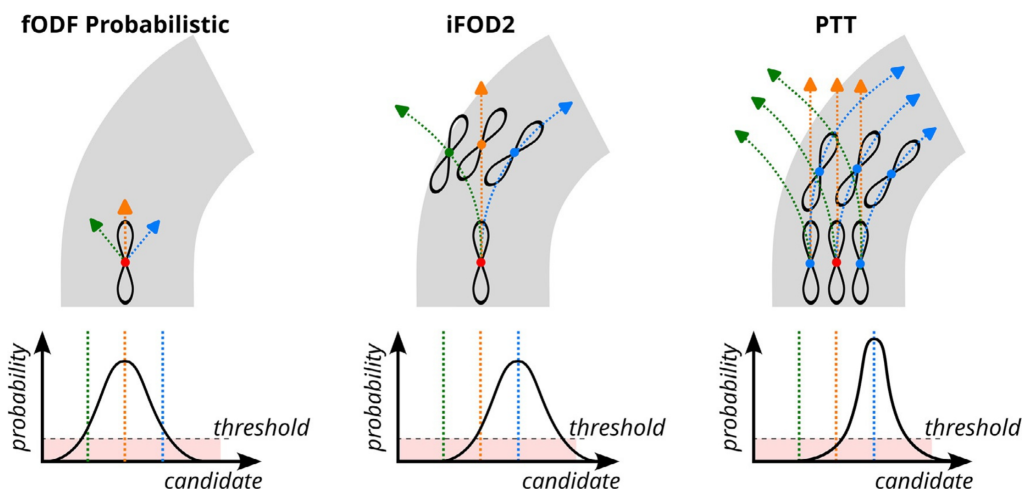 fODF Probabilistic
iFOD2
PTT
probability
threshold
candidate
probability
threshold
candidate
probability
threshold
candidate